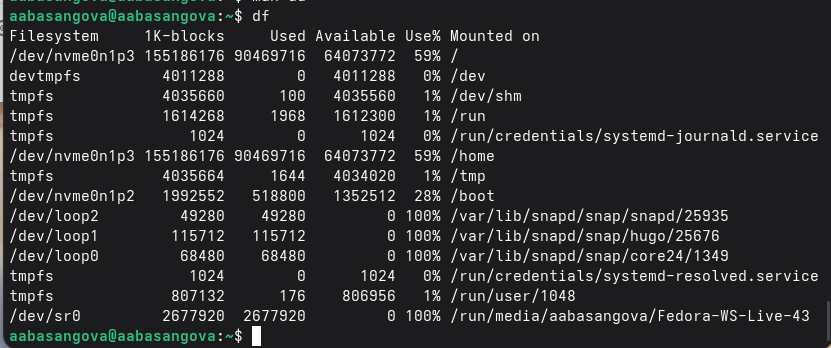 aabasangova@aabasangova:~$ df
Filesystem     1K-blocks     Used Available Use% Mounted on
/dev/nvme0n1p3 155186176 90469716  64073772  59% /
devtmpfs         4011288        0   4011288   0% /dev
tmpfs            4035660      100   4035560   1% /dev/shm
tmpfs            1614268     1968   1612300   1% /run
tmpfs               1024        0      1024   0% /run/credentials/systemd-journald.service
/dev/nvme0n1p3 155186176 90469716  64073772  59% /home
tmpfs            4035664     1644   4034020   1% /tmp
/dev/nvme0n1p2   1992552   518800   1352512  28% /boot
/dev/loop2         49280    49280         0 100% /var/lib/snapd/snap/snapd/25935
/dev/loop1        115712   115712         0 100% /var/lib/snapd/snap/hugo/25676
/dev/loop0         68480    68480         0 100% /var/lib/snapd/snap/core24/1349
tmpfs               1024        0      1024   0% /run/credentials/systemd-resolved.service
tmpfs             807132      176    806956   1% /run/user/1048
/dev/sr0         2677920  2677920         0 100% /run/media/aabasangova/Fedora-WS-Live-43
aabasangova@aabasangova:~$